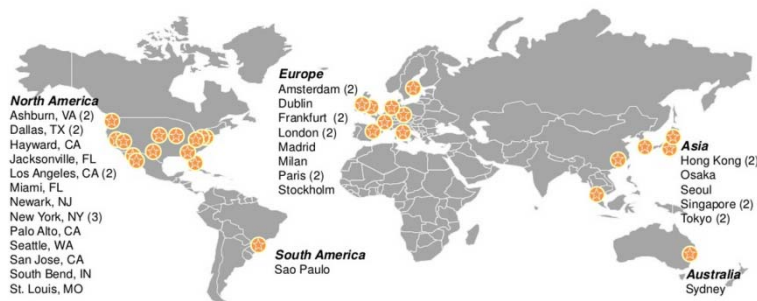 North America
Ashburn, VA (2)
Dallas, TX (2)
Hayward, CA
Jacksonville, FL
Los Angeles, CA (2)
Miami, FL
Newark, NJ
New York, NY (3)
Palo Alto, CA
Seattle, WA
San Jose, CA
South Bend, IN
St. Louis, MO
Europe
Amsterdam (2)
Dublin
Frankfurt (2)
London (2)
Madrid
Milan
Paris (2)
Stockholm
South America
Sao Paulo
Asia
Hong Kong (2)
Osaka
Seoul
Singapore (2)
Tokyo (2)
Australia
Sydney